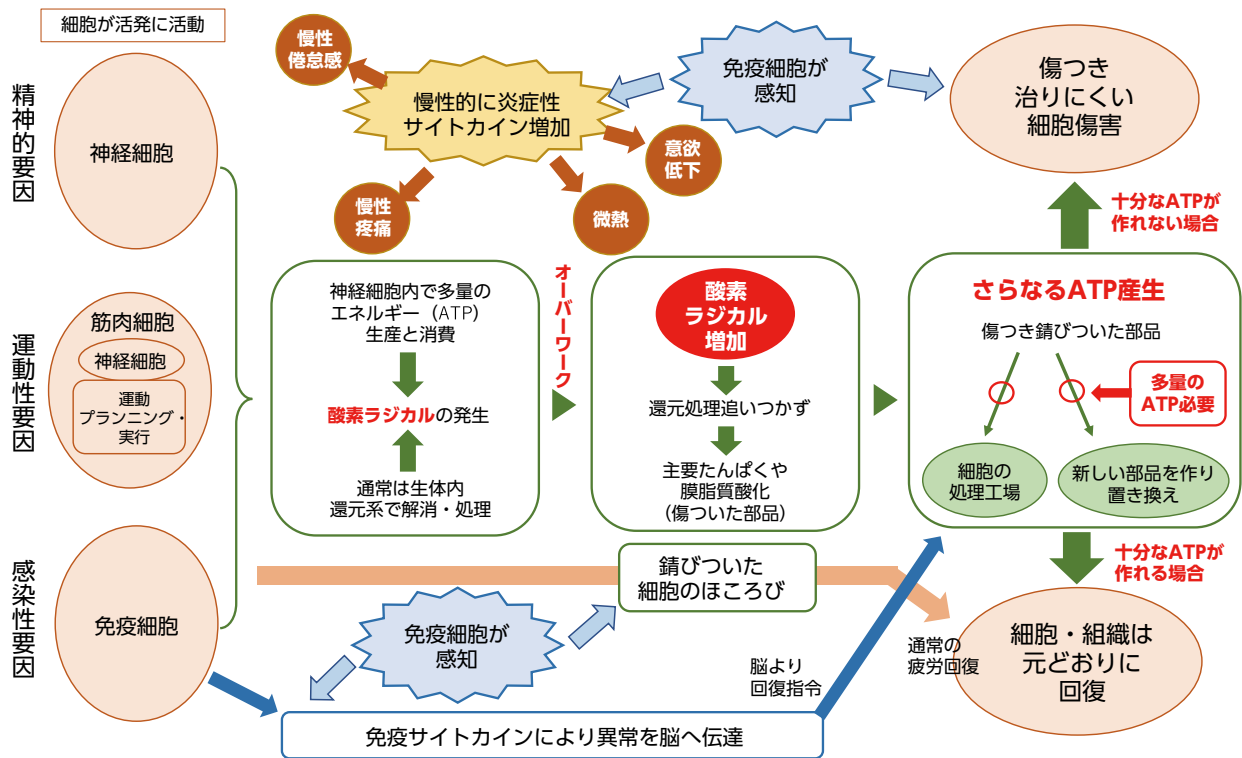 細胞が活発に活動
精神的要因
神経細胞
運動性要因
筋肉細胞
神経細胞
運動
プランニング・
実行
感染性要因
免疫細胞
慢性
倦怠感
慢性的に炎症性
サイトカイン増加
慢性
疼痛
微熱
意欲
低下
免疫細胞が
感知
傷つき
治りにくい
細胞傷害
十分なATPが
作れない場合
神経細胞内で多量の
エネルギー（ATP）
生産と消費
酸素ラジカルの発生
通常は生体内
還元系で解消・処理
オーバーワーク
酸素
ラジカル
増加
還元処理追いつかず
主要たんぱくや
膜脂質酸化
（傷ついた部品）
さらなるATP産生
傷つき錆びついた部品
多量の
ATP必要
細胞の
処理工場
新しい部品を作り
置き換え
十分なATPが
作れる場合
錆びついた
細胞のほころび
免疫細胞が
感知
脳より
回復指令
通常の
疲労回復
細胞・組織は
元どおりに
回復
免疫サイトカインにより異常を脳へ伝達